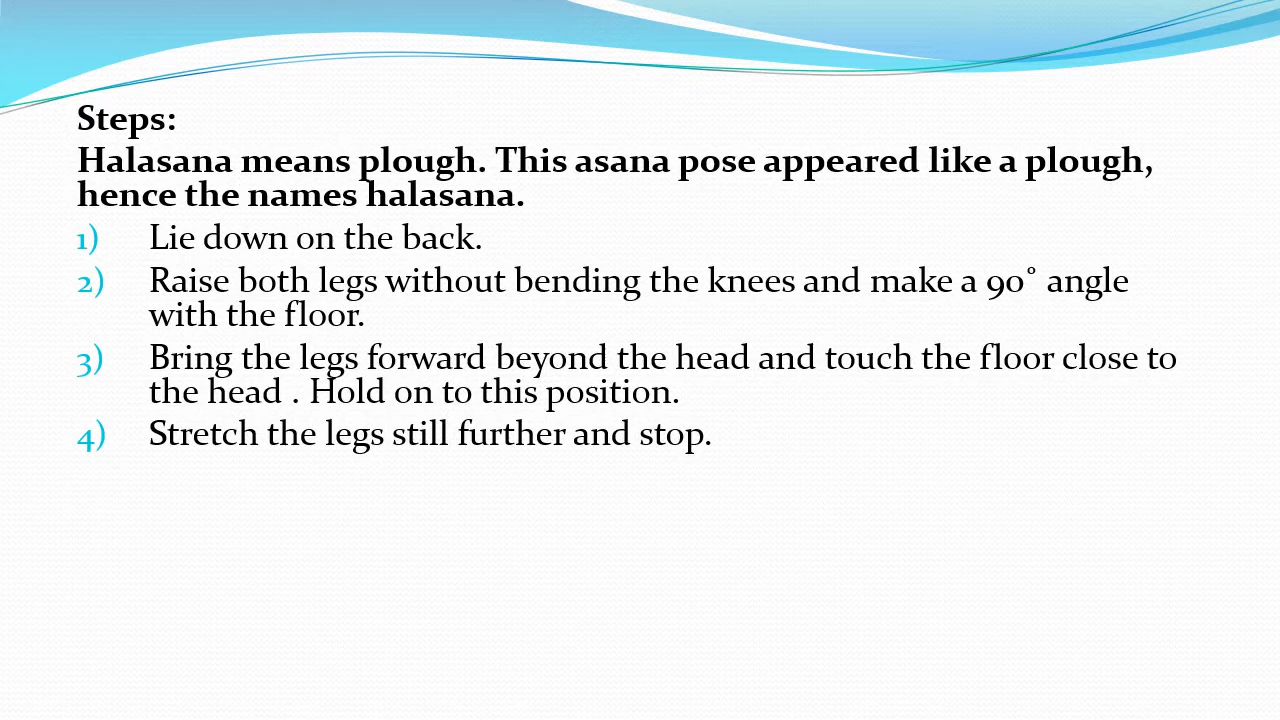 Steps:
Halasana means plough. This asana pose appeared like a plough,
hence the names halasana.
1) Lie down on the back.
2) Raise both legs without bending the knees and make a 90˚ angle
with the floor.
3) Bring the legs forward beyond the head and touch the floor close to
the head . Hold on to this position.
4) Stretch the legs still further and stop.